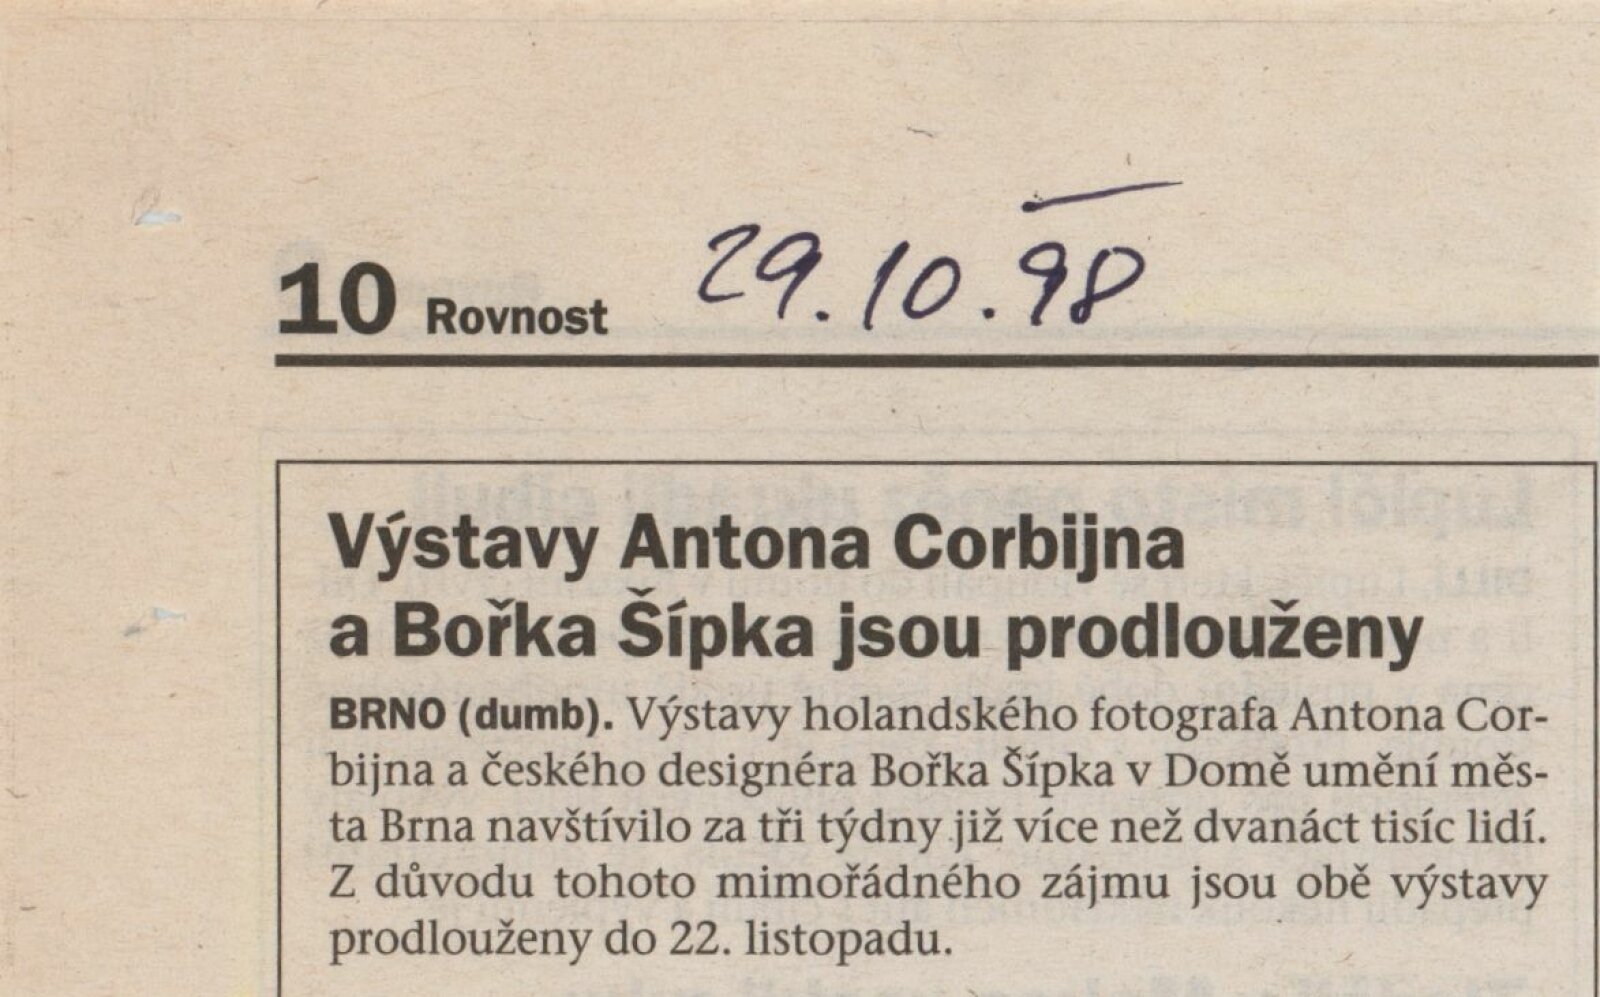 10 Rovnost 29.10.98
Výstavy Antona Corbijna
a Bořka Šípka jsou prodlouženy
BRNO (dumb). Výstavy holandského fotografa Antona Cor-
bijna a českého designéra Bořka Šípka v Domě umění měs-
ta Brna navštívilo za tři týdny již více než dvanáct tisíc lidí.
Z důvodu tohoto mimořádného zájmu jsou obě výstavy
prodlouženy do 22. listopadu.